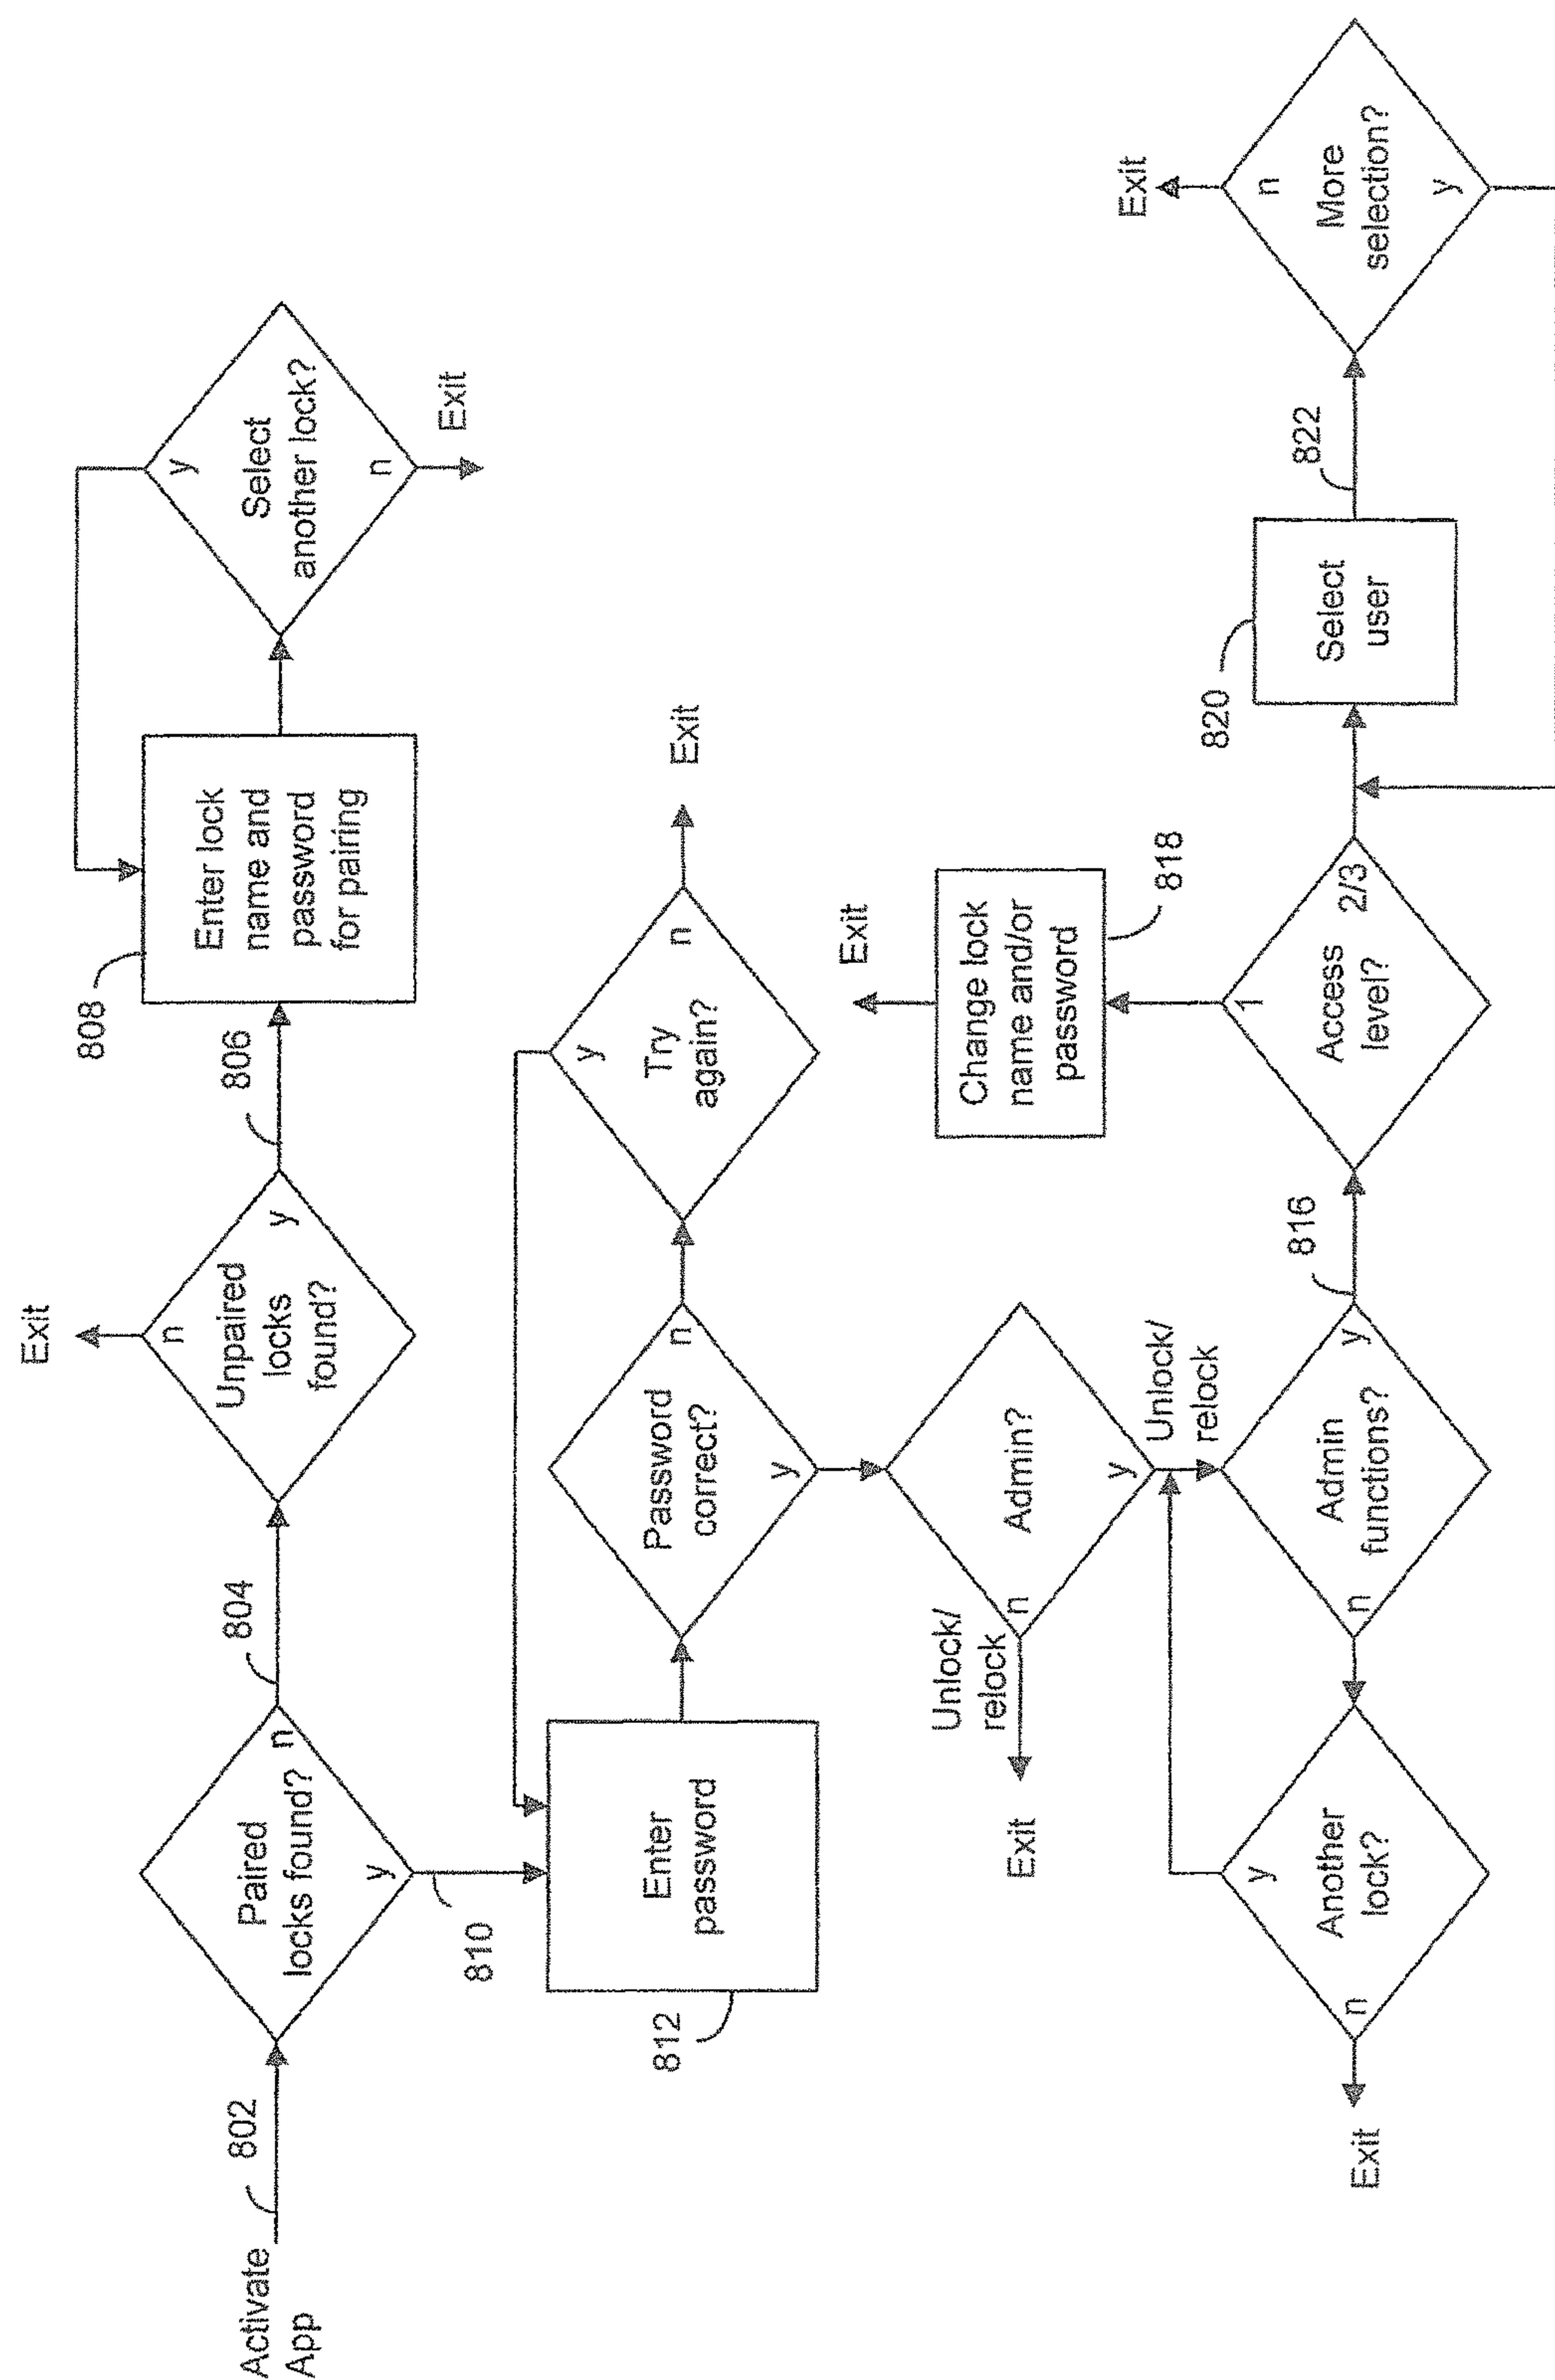 Activate
App
802
Paired
locks found?
n
y
804
Unpaired
locks
found?
n
y
Exit
806
808
Enter lock
name and
password
for pairing
Select
another lock?
y
n
Exit
810
812
Enter
password
Password
correct?
n
y
Try
again?
y
n
Exit
Admin?
n
y
Unlock/
relock
Exit
Unlock/
relock
Admin
functions?
n
y
Another
lock?
y
n
Exit
816
Access
level?
1
2/3
818
Change lock
name and/or
password
Exit
820
Select
user
822
More
selection?
n
y
Exit